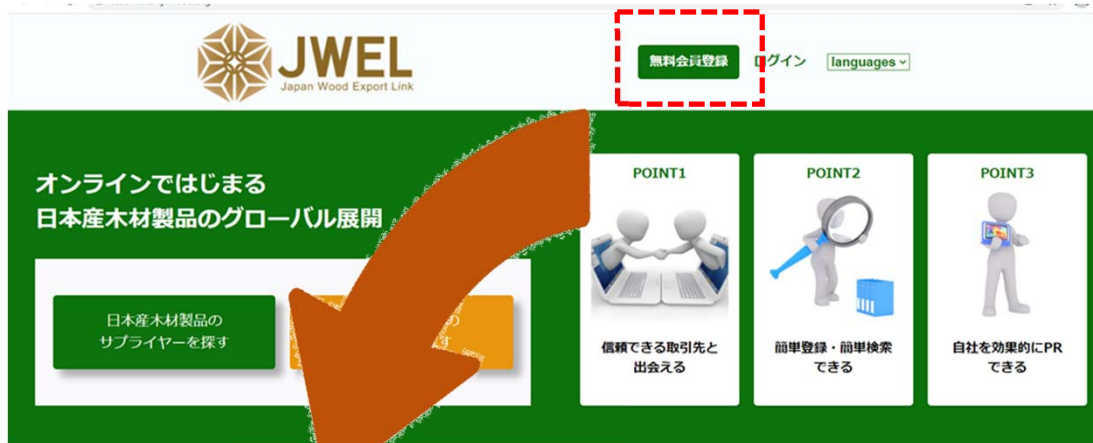 JWEL
Japan Wood Export Link
無料会員登録
ログイン
languages
オンラインではじまる
日本産木材製品のグローバル展開
日本産木材製品の
サプライヤーを探す
の
す
POINT1
信頼できる取引先と
出会える
POINT2
簡単登録・簡単検索
できる
POINT3
自社を効果的にPR
できる